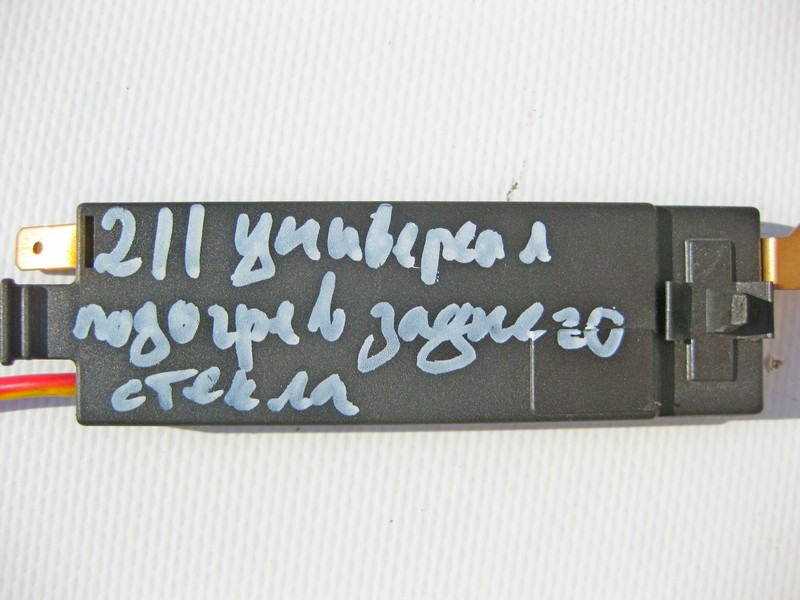 211 универсал
подогрев заднего
стекла